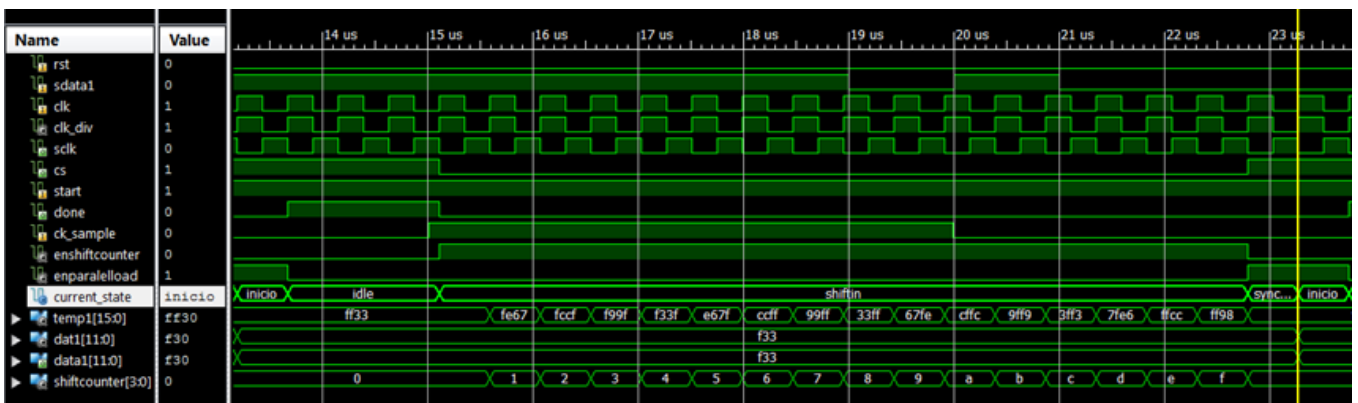 Name Value 14 us 15 us 16 us 17 us 18 us 19 us 20 us 21 us 22 us 23 us
rst 0
sdata1 0
clk 1
clk_div 1
sclk 0
cs 1
start 1
done 0
ck_sample 0
enshiftcounter 0
enparalelload 1
current_state inicio inicio idle shiftin sync... inicio
temp1[15:0] ff30 ff33 fe67 fccf f99f f33f e67f ccff 99ff 33ff 67fe cffc 9ff9 3ff3 7fe6 ffcc ff98
dat1[11:0] f30 f33
data1[11:0] f30 f33
shiftcounter[3:0] 0 0 1 2 3 4 5 6 7 8 9 a b c d e f